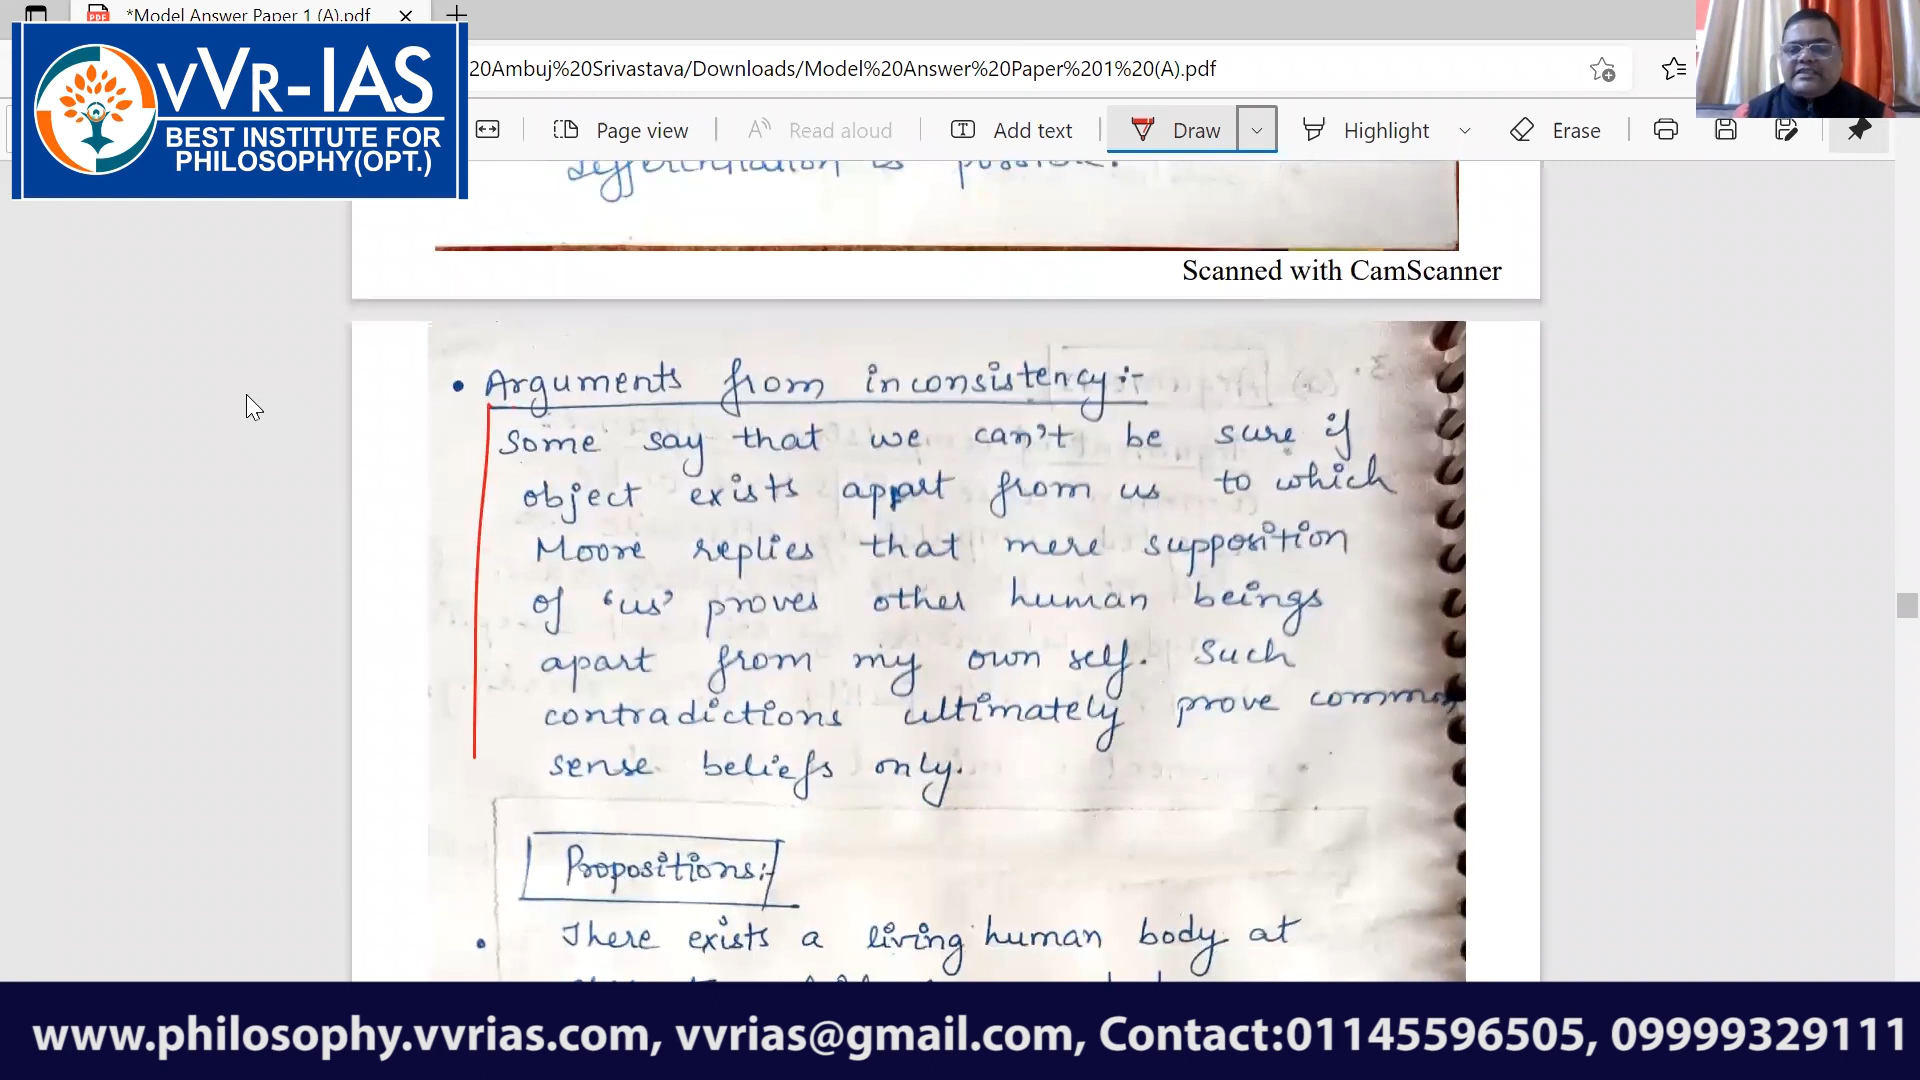 *Model Answer Paper 1 (A).pdf
VVR-IAS
BEST INSTITUTE FOR
PHILOSOPHY(OPT.)
20Ambuj%20Srivastava/Downloads/Model%20Answer%20Paper%201%20(A).pdf
Page view
Read aloud
Add text
Draw
Highlight
Erase
is possible.
Scanned with CamScanner
• Arguments from inconsistency:-
Some say that we can't be sure if
object exists apart from us to which
Moore replies that mere supposition
of 'us' proves other human beings
apart from my own self. Such
contradictions ultimately prove common
sense beliefs only.
Propositions:-
• There exists a living human body at
www.philosophy.vvrias.com, vvrias@gmail.com, Contact:01145596505, 09999329111